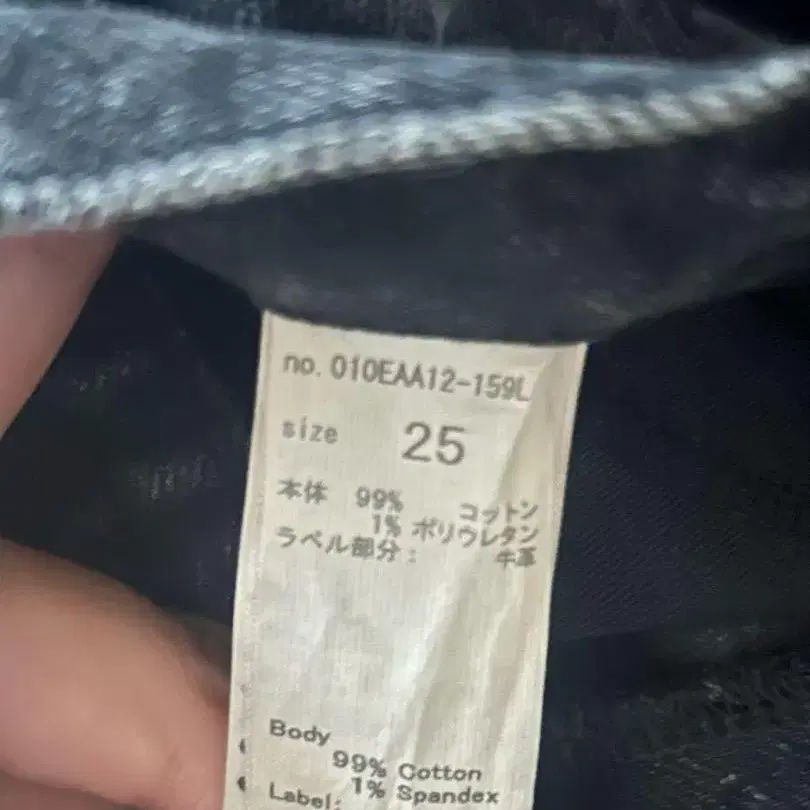 no. 010EAA12-159L
size 25
本体 99% コットン
1% ポリウレタン
ラベル部分： 牛革
Body
99% Cotton
1% Spandex
Label: